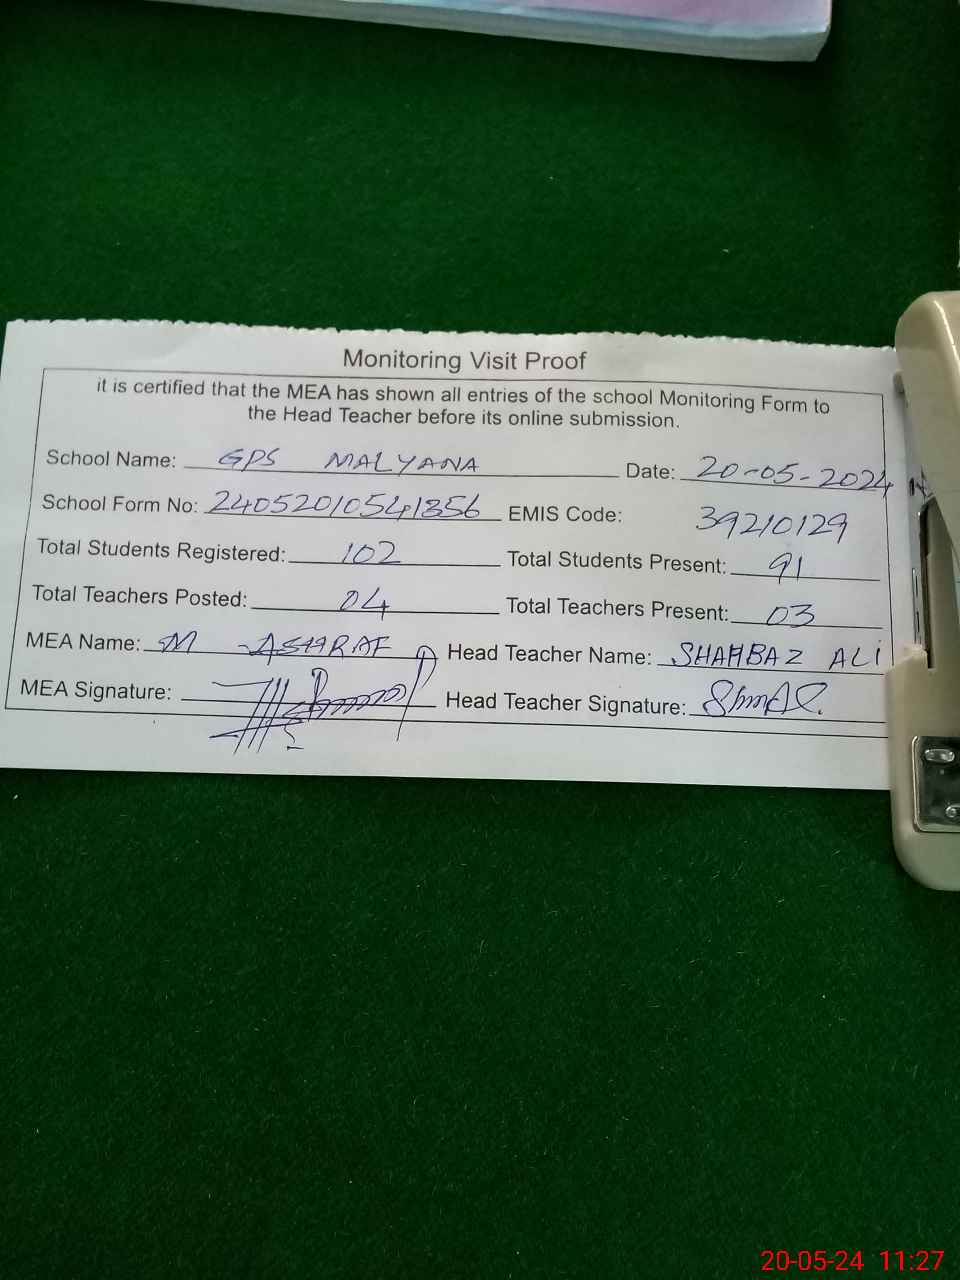 Monitoring Visit Proof
it is certified that the MEA has shown all entries of the school Monitoring Form to
the Head Teacher before its online submission.
School Name: GPS MALYANA Date: 20-05-2024
School Form No: 24052010541356 EMIS Code: 39210129
Total Students Registered: 102 Total Students Present: 91
Total Teachers Posted: 04 Total Teachers Present: 03
MEA Name: M ASHRAF Head Teacher Name: SHAHBAZ ALI
MEA Signature: Head Teacher Signature:
20-05-24 11:27